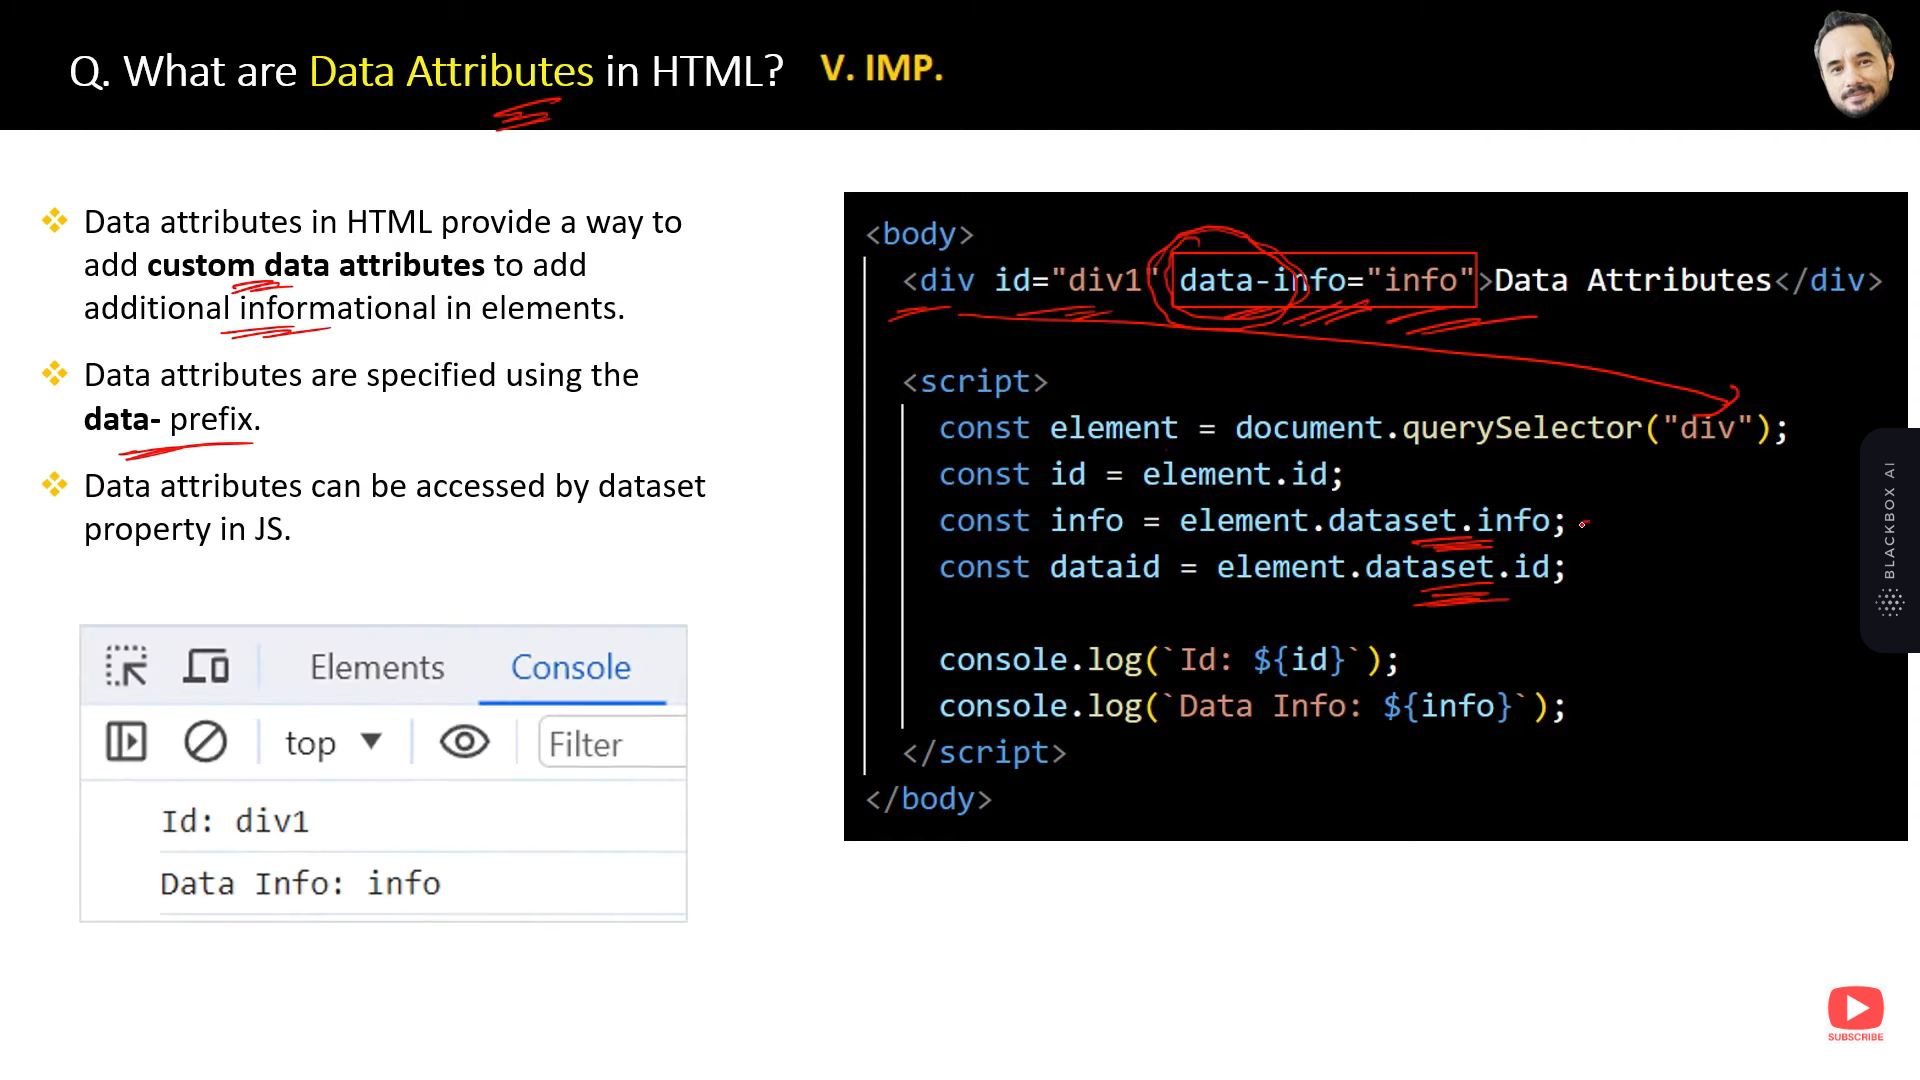 Q. What are Data Attributes in HTML? V. IMP.
Data attributes in HTML provide a way to
add custom data attributes to add
additional informational in elements.
Data attributes are specified using the
data- prefix.
Data attributes can be accessed by dataset
property in JS.
Elements Console
top Filter
Id: div1
Data Info: info
<body>
<div id="div1" data-info="info">Data Attributes</div>
<script>
const element = document.querySelector("div");
const id = element.id;
const info = element.dataset.info;
const dataid = element.dataset.id;
console.log(`Id: ${id}`);
console.log(`Data Info: ${info}`);
</script>
</body>
BLACKBOX AI
SUBSCRIBE